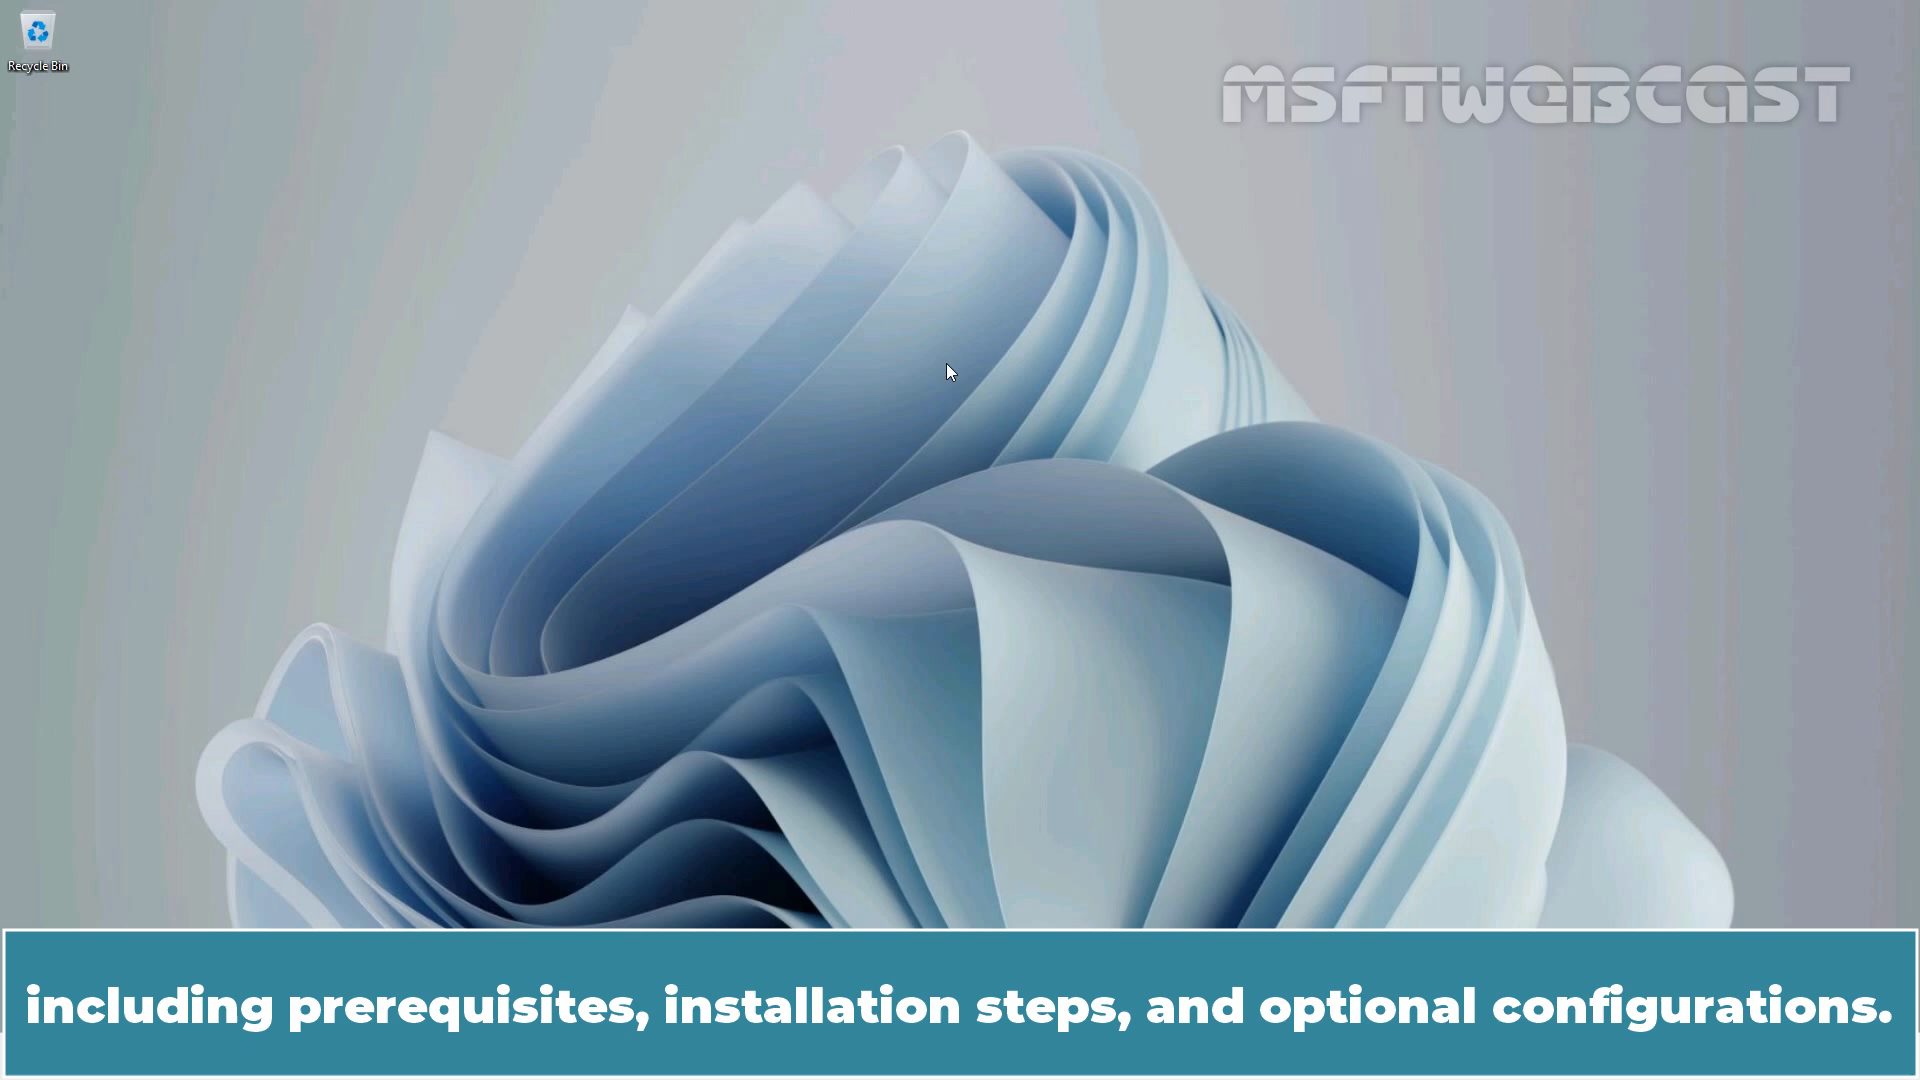 Recycle Bin
MSFTWEBCAST
including prerequisites, installation steps, and optional configurations.